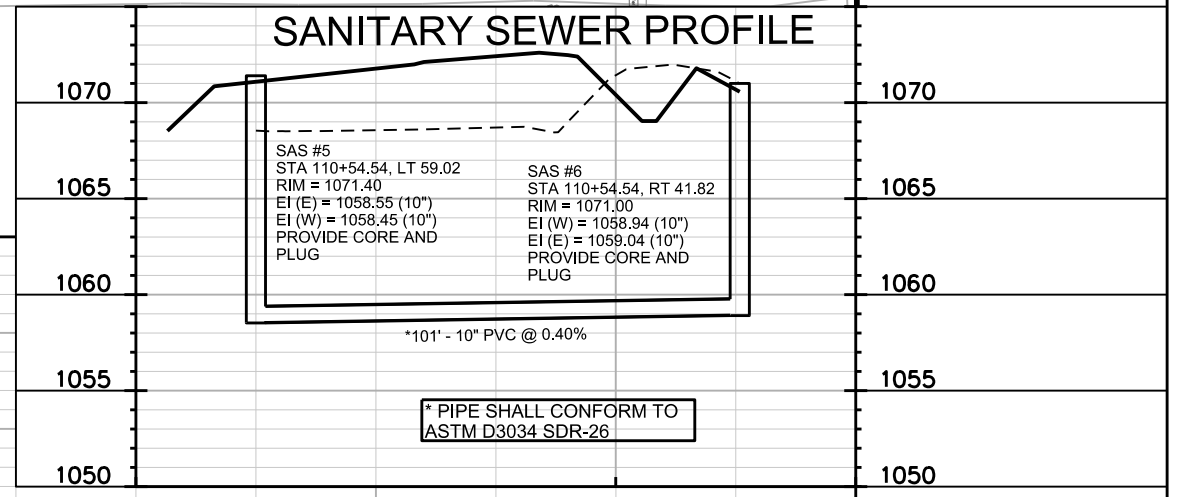 SANITARY SEWER PROFILE
1070
1070
SAS #5
STA 110+54.54, LT 59.02
RIM = 1071.40
EI (E) = 1058.55 (10")
EI (W) = 1058.45 (10")
PROVIDE CORE AND
PLUG
SAS #6
STA 110+54.54, RT 41.82
RIM = 1071.00
EI (W) = 1058.94 (10")
EI (E) = 1059.04 (10")
PROVIDE CORE AND
PLUG
1065
1065
1060
1060
*101' - 10" PVC @ 0.40%
1055
1055
* PIPE SHALL CONFORM TO
ASTM D3034 SDR-26
1050
1050